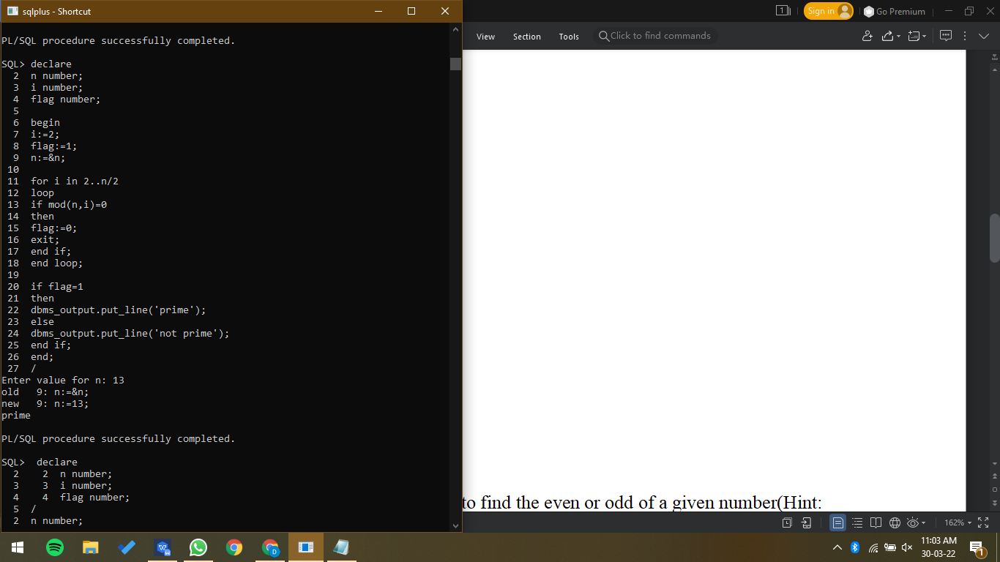 sqlplus - Shortcut
PL/SQL procedure successfully completed.
SQL> declare
2 n number;
3 i number;
4 flag number;
5
6 begin
7 i:=2;
8 flag:=1;
9 n:=&n;
10
11 for i in 2..n/2
12 loop
13 if mod(n,i)=0
14 then
15 flag:=0;
16 exit;
17 end if;
18 end loop;
19
20 if flag=1
21 then
22 dbms_output.put_line('prime');
23 else
24 dbms_output.put_line('not prime');
25 end if;
26 end;
27 /
Enter value for n: 13
old 9: n:=&n;
new 9: n:=13;
prime
PL/SQL procedure successfully completed.
SQL> declare
2 2 n number;
3 3 i number;
4 4 flag number;
5 /
2 n number;
1
Sign in
Go Premium
View Section Tools Click to find commands
to find the even or odd of a given number(Hint:
162%
11:03 AM
30-03-22
1